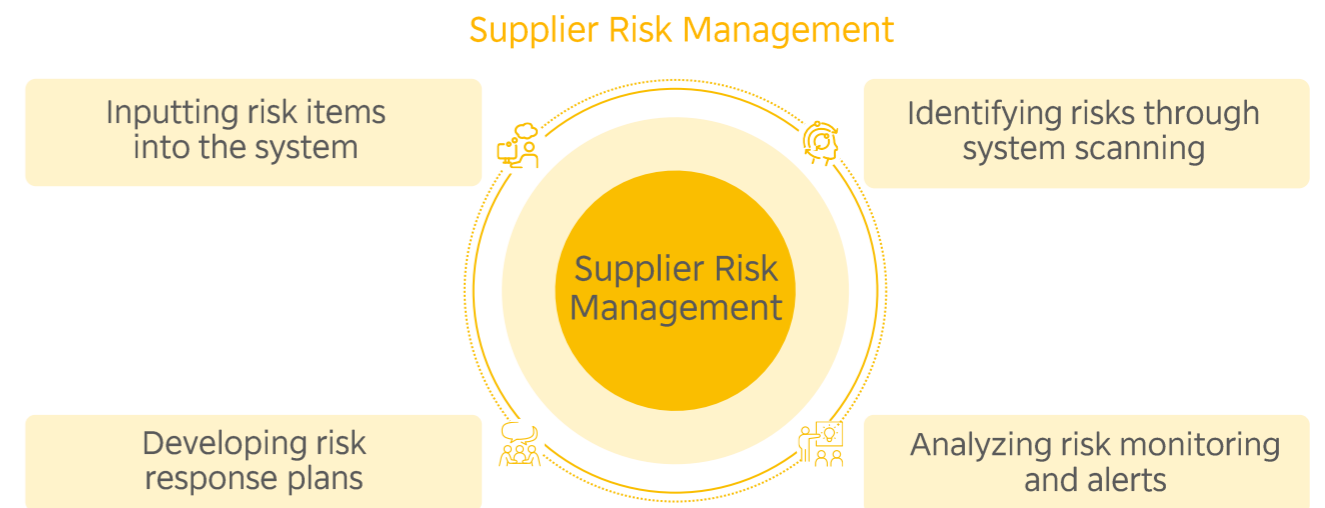 Supplier Risk Management
Inputting risk items
into the system
Identifying risks through
system scanning
Supplier Risk
Management
Developing risk
response plans
Analyzing risk monitoring
and alerts